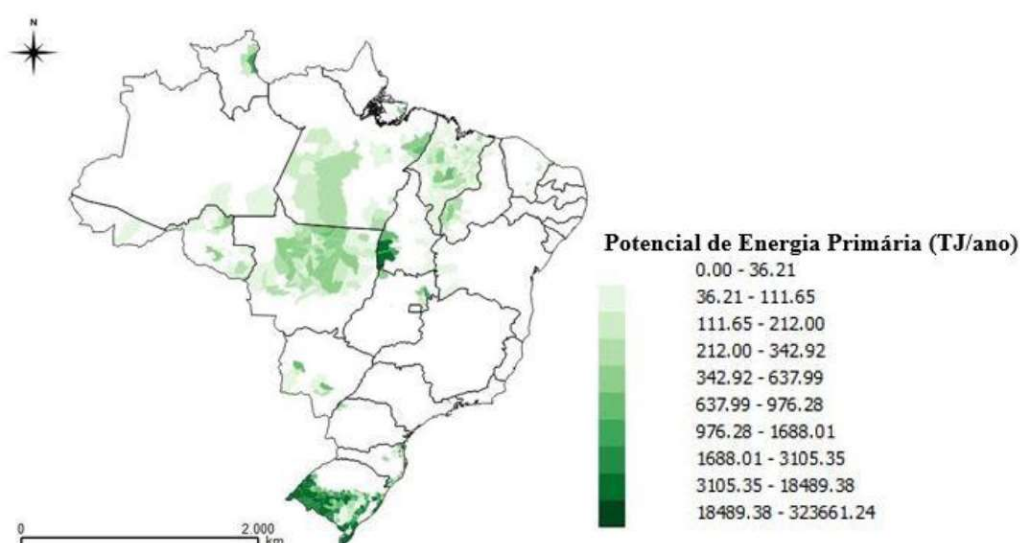 N
Potencial de Energia Primária (TJ/ano)
0.00 - 36.21
36.21 - 111.65
111.65 - 212.00
212.00 - 342.92
342.92 - 637.99
637.99 - 976.28
976.28 - 1688.01
1688.01 - 3105.35
3105.35 - 18489.38
18489.38 - 323661.24
0 2.000
km